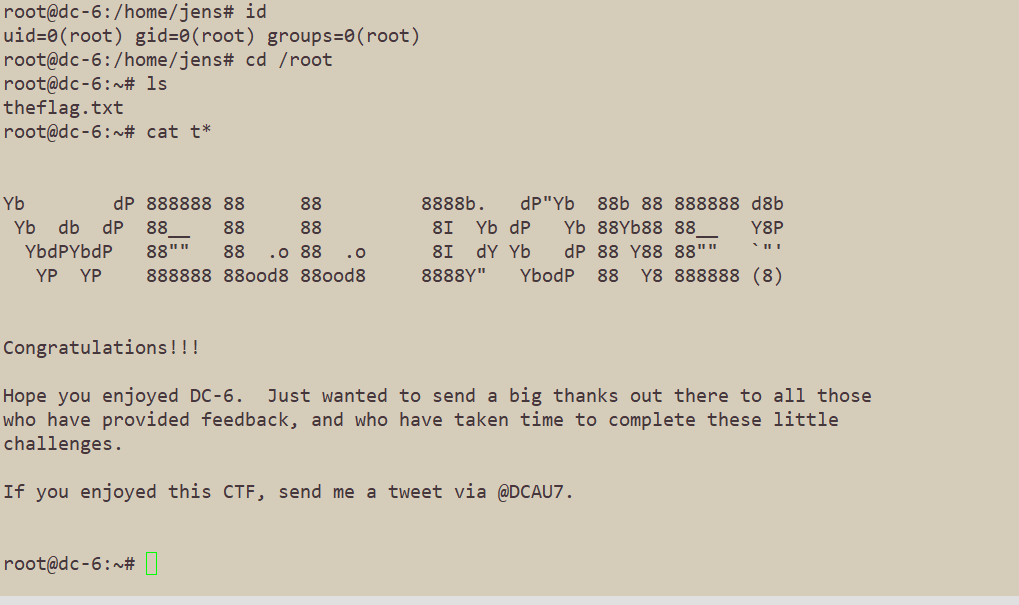 root@dc-6:/home/jens# id
uid=0(root) gid=0(root) groups=0(root)
root@dc-6:/home/jens# cd /root
root@dc-6:~# ls
theflag.txt
root@dc-6:~# cat t*
Yb        dP 888888 88     88         8888b.   dP"Yb  88b 88 888888 d8b
 Yb  db  dP  88__   88     88          8I  Yb dP   Yb 88Yb88 88__   Y8P
  YbdPYbdP   88""   88  .o 88  .o      8I  dY Yb   dP 88 Y88 88""   `"'
   YP  YP    888888 88ood8 88ood8     8888Y"   YbodP  88  Y8 888888 (8)
Congratulations!!!
Hope you enjoyed DC-6.  Just wanted to send a big thanks out there to all those
who have provided feedback, and who have taken time to complete these little
challenges.
If you enjoyed this CTF, send me a tweet via @DCAU7.
root@dc-6:~#